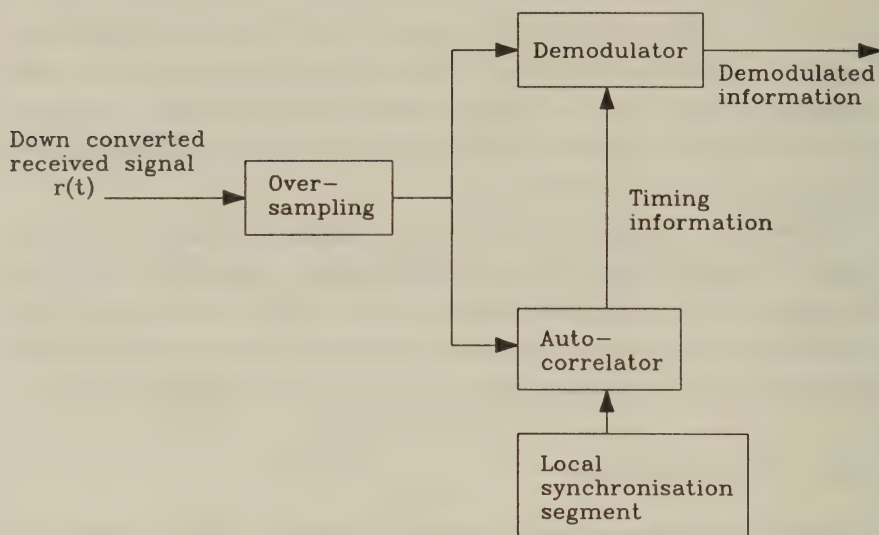 Demodulator
Demodulated
information
Down converted
received signal
r(t)
Over-
sampling
Timing
information
Auto-
correlator
Local
synchronisation
segment